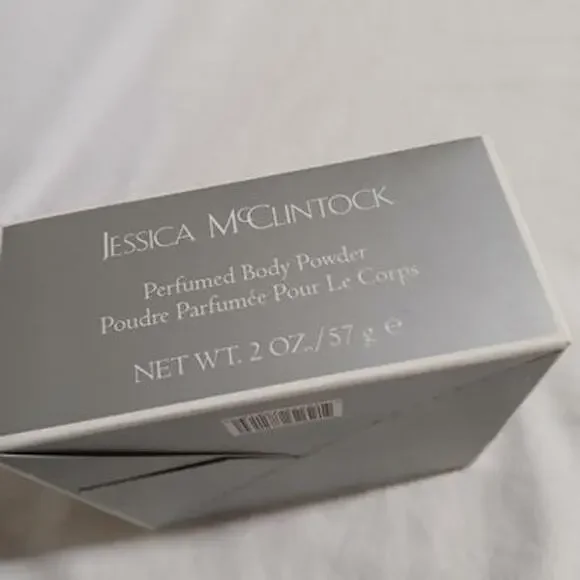 JESSICA McCLINTOCK
Perfumed Body Powder
Poudre Parfumée Pour Le Corps
NET WT. 2 OZ./57 g ℮